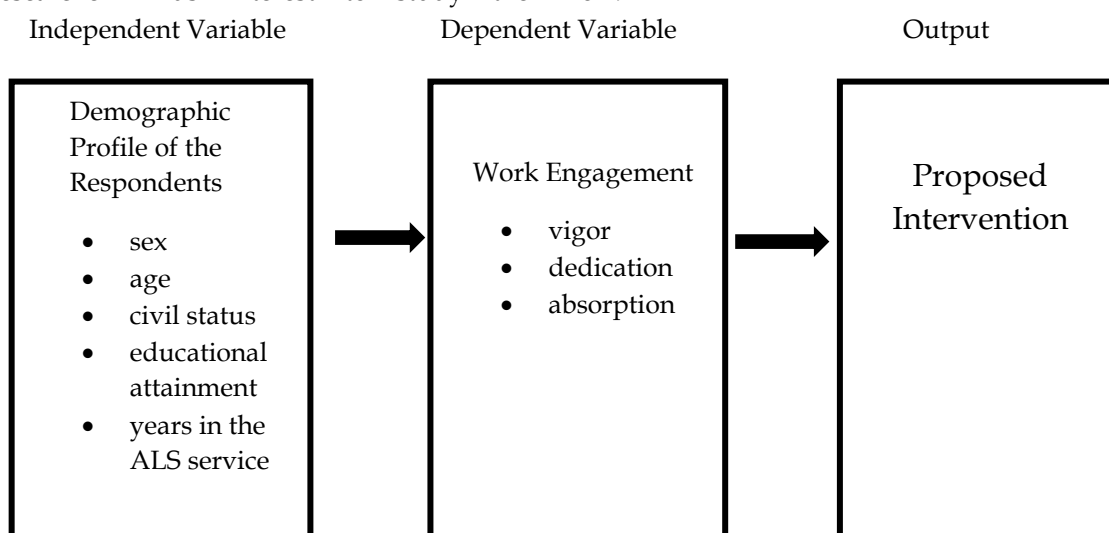 Independent Variable
Dependent Variable
Output
Demographic
Profile of the
Respondents
• sex
• age
• civil status
• educational
attainment
• years in the
ALS service
Work Engagement
• vigor
• dedication
• absorption
Proposed
Intervention